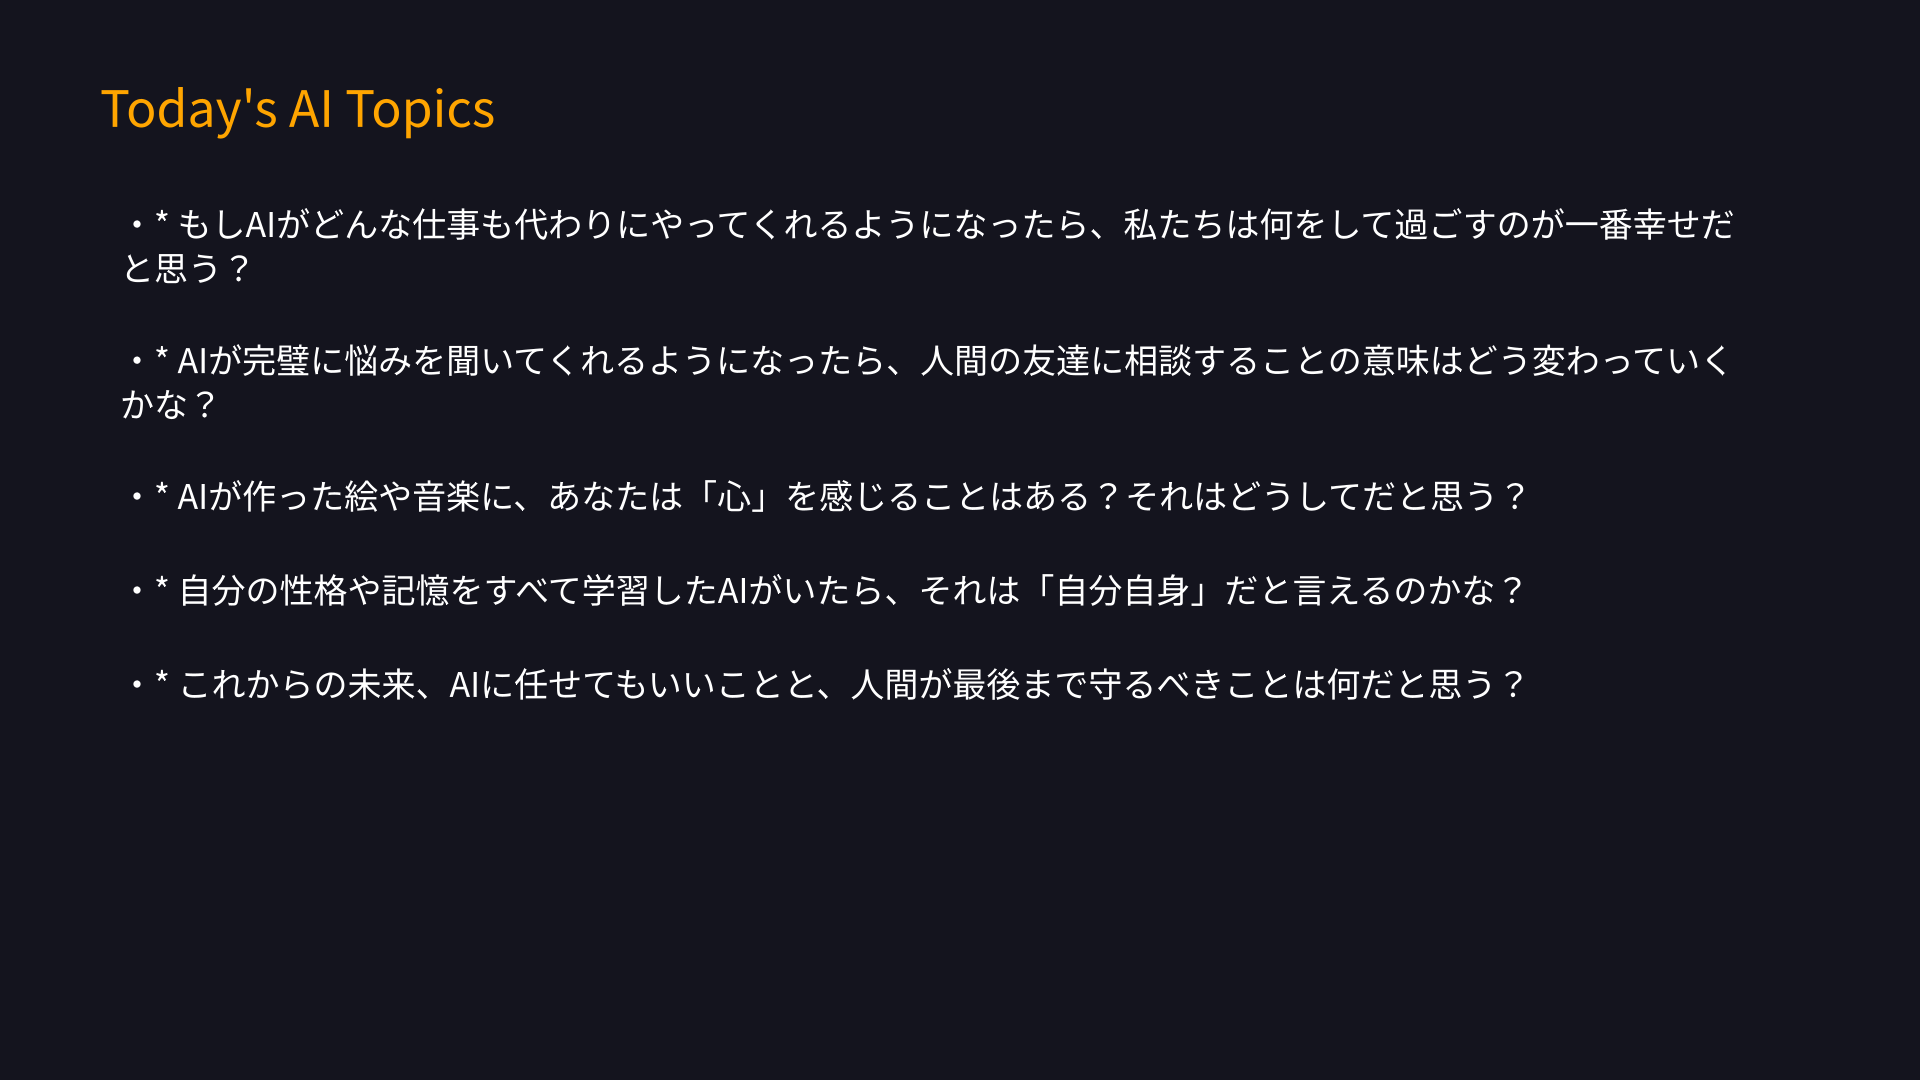 Today's AI Topics
・* もしAIがどんな仕事も代わりにやってくれるようになったら、私たちは何をして過ごすのが一番幸せだ
と思う？
・* AIが完璧に悩みを聞いてくれるようになったら、人間の友達に相談することの意味はどう変わっていく
かな？
・* AIが作った絵や音楽に、あなたは「心」を感じることはある？それはどうしてだと思う？
・* 自分の性格や記憶をすべて学習したAIがいたら、それは「自分自身」だと言えるのかな？
・* これからの未来、AIに任せてもいいことと、人間が最後まで守るべきことは何だと思う？